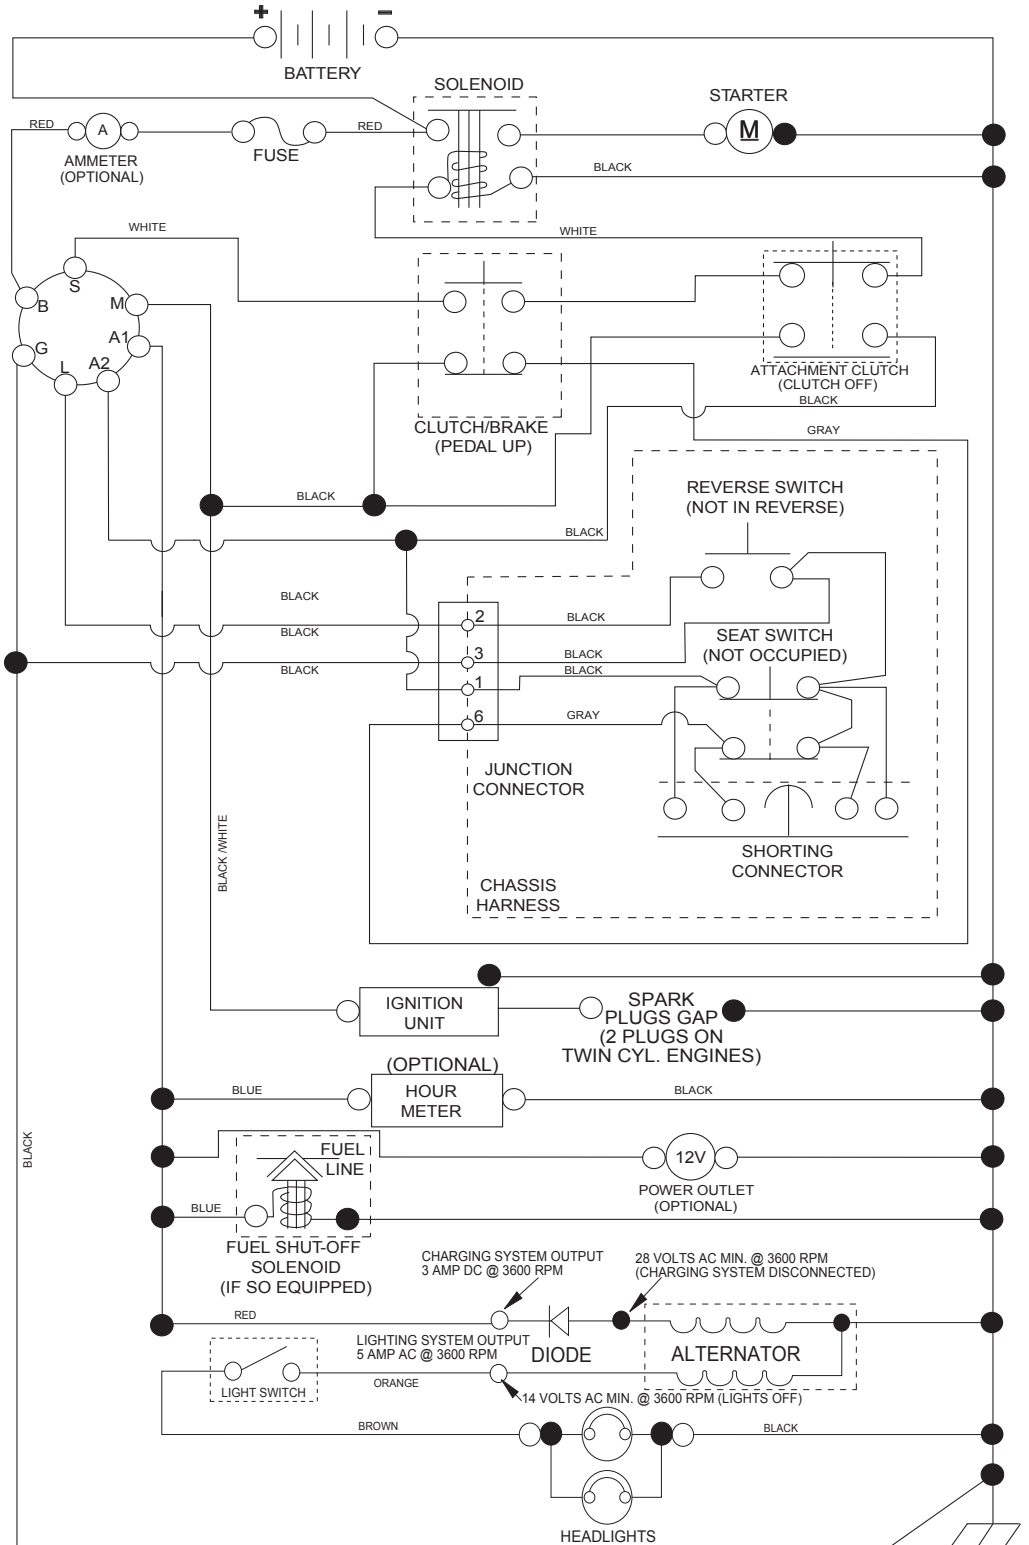 +
−
BATTERY
SOLENOID
STARTER
RED
A
RED
M
AMMETER
(OPTIONAL)
FUSE
BLACK
WHITE
WHITE
S
B
M
G
A1
L
A2
ATTACHMENT CLUTCH
(CLUTCH OFF)
BLACK
CLUTCH/BRAKE
(PEDAL UP)
GRAY
REVERSE SWITCH
(NOT IN REVERSE)
BLACK
BLACK
BLACK
2
BLACK
BLACK
SEAT SWITCH
(NOT OCCUPIED)
3
BLACK
BLACK
BLACK
1
6
GRAY
JUNCTION
CONNECTOR
BLACK /WHITE
SHORTING
CONNECTOR
CHASSIS
HARNESS
IGNITION
UNIT
SPARK
PLUGS GAP
(2 PLUGS ON
TWIN CYL. ENGINES)
(OPTIONAL)
BLUE
HOUR
METER
BLACK
BLACK
FUEL
LINE
12V
POWER OUTLET
(OPTIONAL)
BLUE
FUEL SHUT-OFF
SOLENOID
(IF SO EQUIPPED)
CHARGING SYSTEM OUTPUT
3 AMP DC @ 3600 RPM
28 VOLTS AC MIN. @ 3600 RPM
(CHARGING SYSTEM DISCONNECTED)
RED
LIGHTING SYSTEM OUTPUT
5 AMP AC @ 3600 RPM
DIODE
ALTERNATOR
LIGHT SWITCH
ORANGE
14 VOLTS AC MIN. @ 3600 RPM (LIGHTS OFF)
BROWN
BLACK
HEADLIGHTS